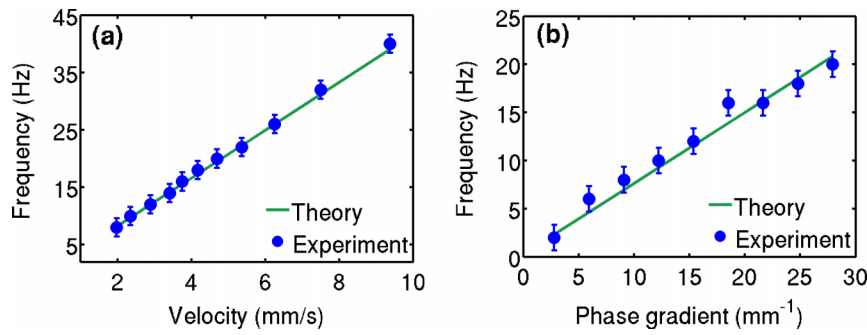 (a)
45
35
25
15
5
Frequency (Hz)
Theory
Experiment
2 4 6 8 10
Velocity (mm/s)
(b)
25
20
15
10
5
0
Frequency (Hz)
Theory
Experiment
0 5 10 15 20 25 30
Phase gradient (mm⁻¹)